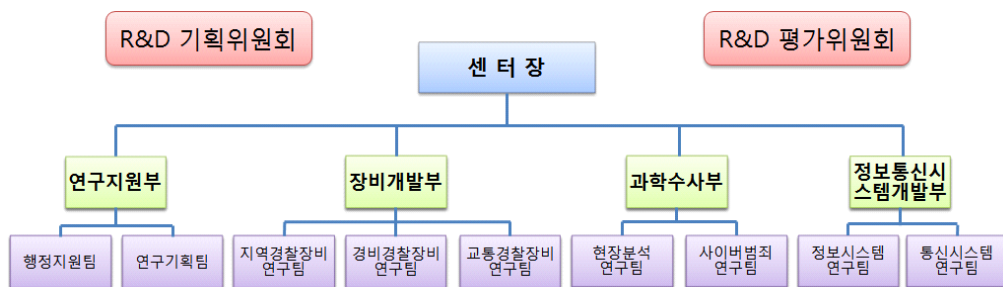 R&D 기획위원회
R&D 평가위원회
센 터 장
연구지원부
장비개발부
과학수사부
정보통신시
스템개발부
행정지원팀
연구기획팀
지역경찰장비
연구팀
경비경찰장비
연구팀
교통경찰장비
연구팀
현장분석
연구팀
사이버범죄
연구팀
정보시스템
연구팀
통신시스템
연구팀